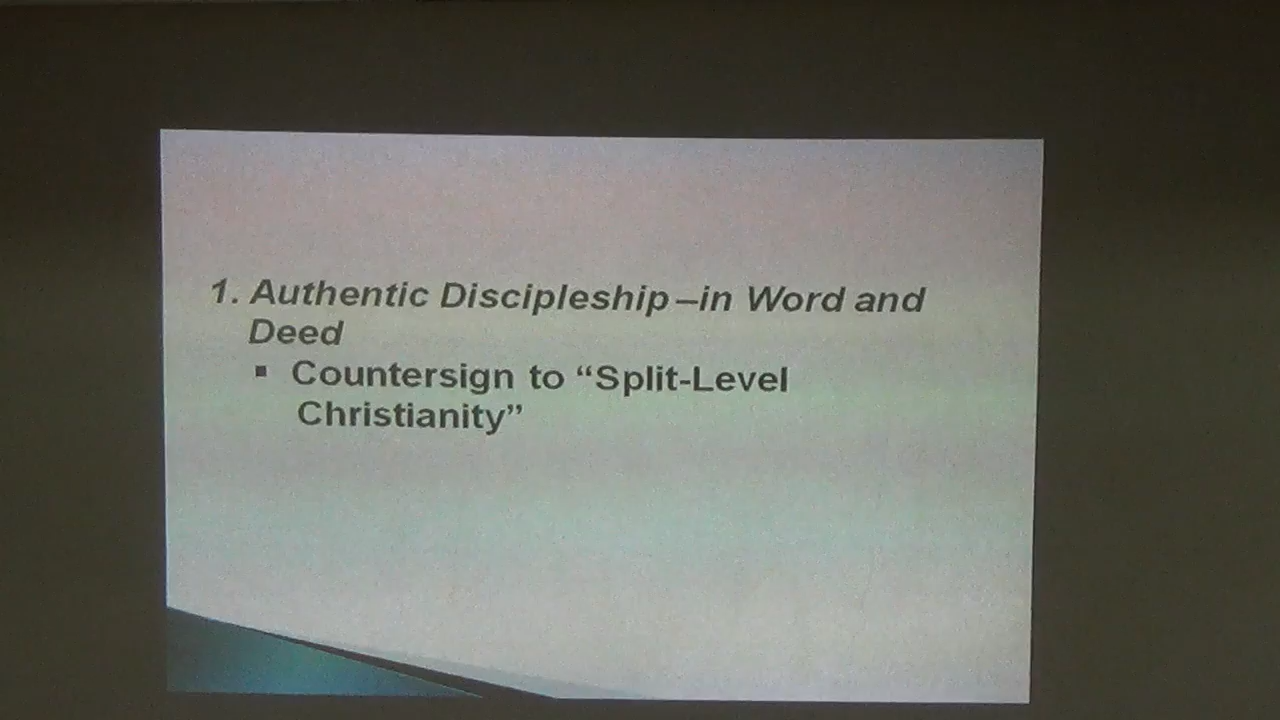 1. Authentic Discipleship –in Word and
Deed
▪ Countersign to “Split-Level
Christianity”